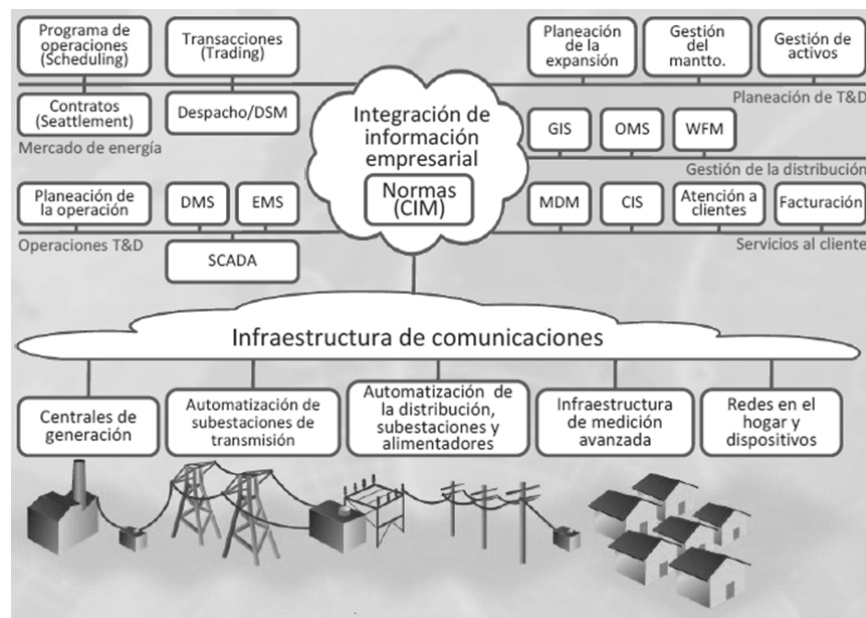 Programa de
operaciones
(Scheduling)
Transacciones
(Trading)
Contratos
(Seattlement)
Despacho/DSM
Mercado de energía
Planeación de
la operación
DMS
EMS
Operaciones T&D
SCADA
Integración de
información
empresarial
Normas
(CIM)
Planeación
de la
expansión
Gestión
del
mantto.
Gestión de
activos
Planeación de T&D
GIS
OMS
WFM
Gestión de la distribución
MDM
CIS
Atención a
clientes
Facturación
Servicios al cliente
Infraestructura de comunicaciones
Centrales de
generación
Automatización de
subestaciones de
transmisión
Automatización de
la distribución,
subestaciones y
alimentadores
Infraestructura
de medición
avanzada
Redes en el
hogar y
dispositivos